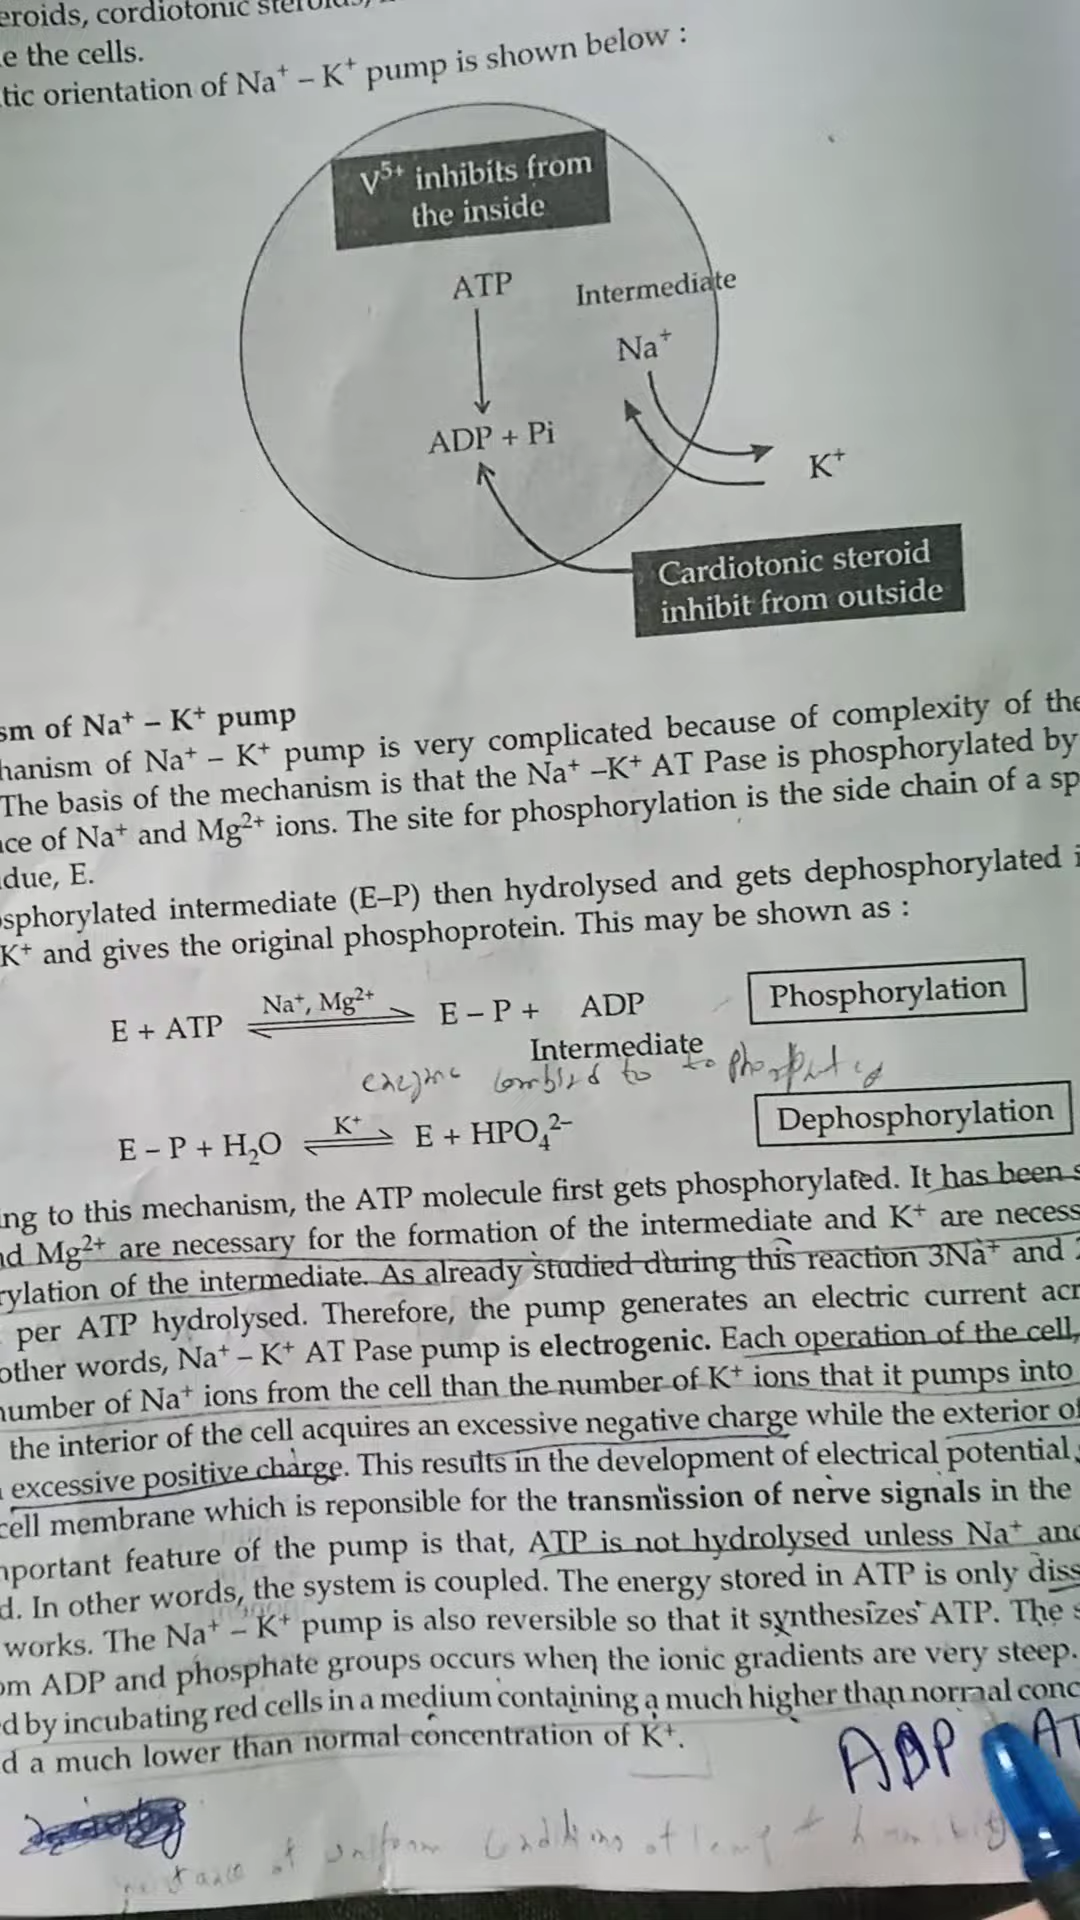 eroids, cordiotonic
e the cells.
tic orientation of Na⁺ – K⁺ pump is shown below :
V⁵⁺ inhibits from
the inside
ATP
Intermediate
Na⁺
ADP + Pi
K⁺
Cardiotonic steroid
inhibit from outside
sm of Na⁺ – K⁺ pump
hanism of Na⁺ – K⁺ pump is very complicated because of complexity of the
The basis of the mechanism is that the Na⁺ –K⁺ AT Pase is phosphorylated by
ce of Na⁺ and Mg²⁺ ions. The site for phosphorylation is the side chain of a sp
due, E.
sphorylated intermediate (E–P) then hydrolysed and gets dephosphorylated i
K⁺ and gives the original phosphoprotein. This may be shown as :
E + ATP ⇌ Na⁺, Mg²⁺ E – P + ADP
Phosphorylation
Intermediate
to
E – P + H₂O ⇌ K⁺ E + HPO₄²⁻
Dephosphorylation
ing to this mechanism, the ATP molecule first gets phosphorylated. It has been s
nd Mg²⁺ are necessary for the formation of the intermediate and K⁺ are necess
rylation of the intermediate. As already studied during this reaction 3Na⁺ and
per ATP hydrolysed. Therefore, the pump generates an electric current acr
other words, Na⁺ – K⁺ AT Pase pump is electrogenic. Each operation of the cell,
number of Na⁺ ions from the cell than the number of K⁺ ions that it pumps into
the interior of the cell acquires an excessive negative charge while the exterior of
excessive positive charge. This results in the development of electrical potential
cell membrane which is reponsible for the transmission of nerve signals in the
mportant feature of the pump is that, ATP is not hydrolysed unless Na⁺ and
d. In other words, the system is coupled. The energy stored in ATP is only diss
works. The Na⁺ – K⁺ pump is also reversible so that it synthesizes ATP. The s
om ADP and phosphate groups occurs when the ionic gradients are very steep.
d by incubating red cells in a medium containing a much higher than normal conc
d a much lower than normal concentration of K⁺.
ADP AT
of uniform